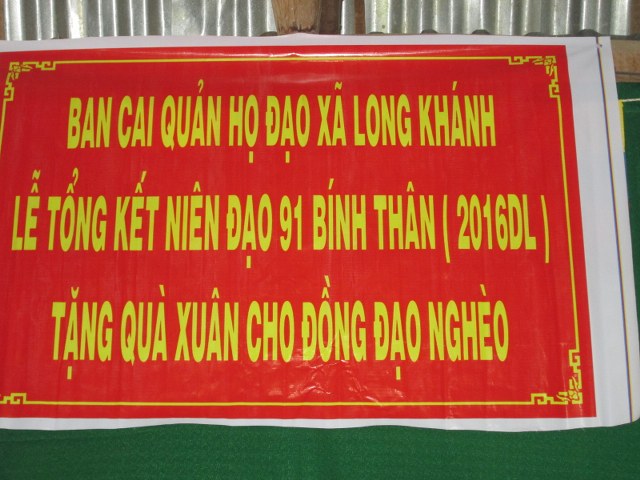 BAN CAI QUẢN HỌ ĐẠO XÃ LONG KHÁNH
LỄ TỔNG KẾT NIÊN ĐẠO 91 BÍNH THÂN ( 2016DL )
TẶNG QUÀ XUÂN CHO ĐỒNG ĐẠO NGHÈO